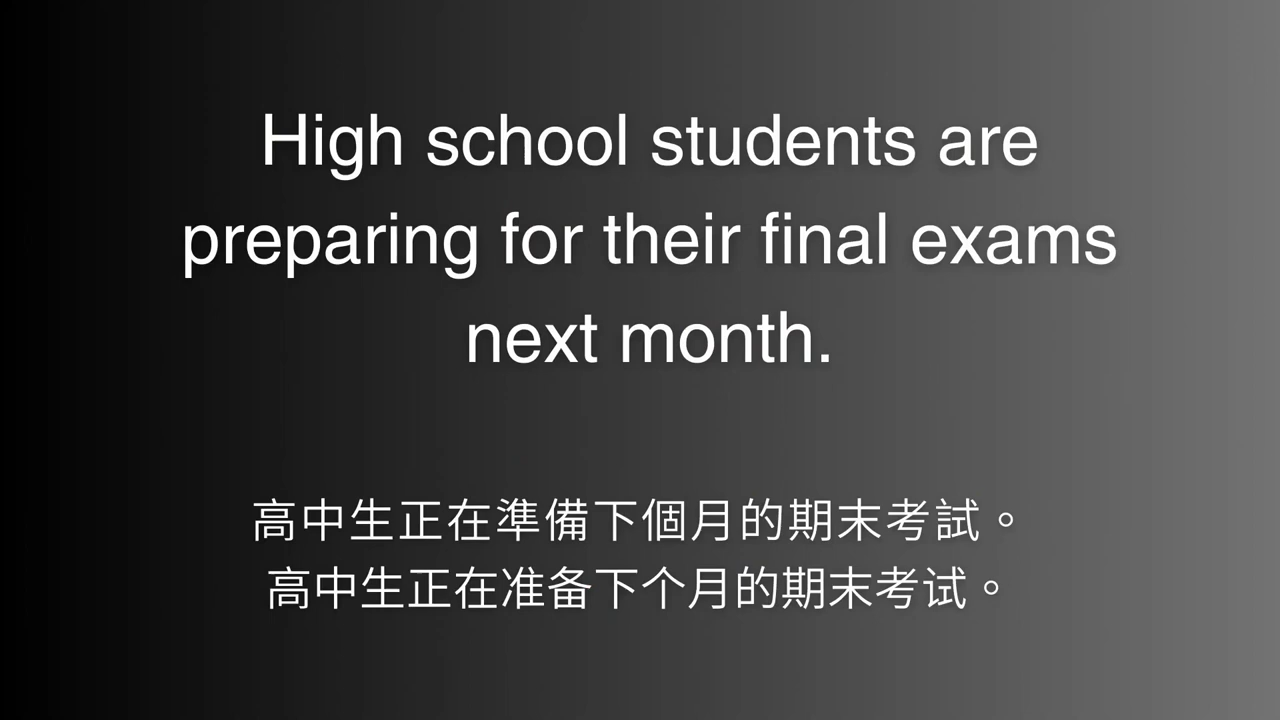 High school students are
preparing for their final exams
next month.
高中生正在準備下個月的期末考試。
高中生正在准备下个月的期末考试。